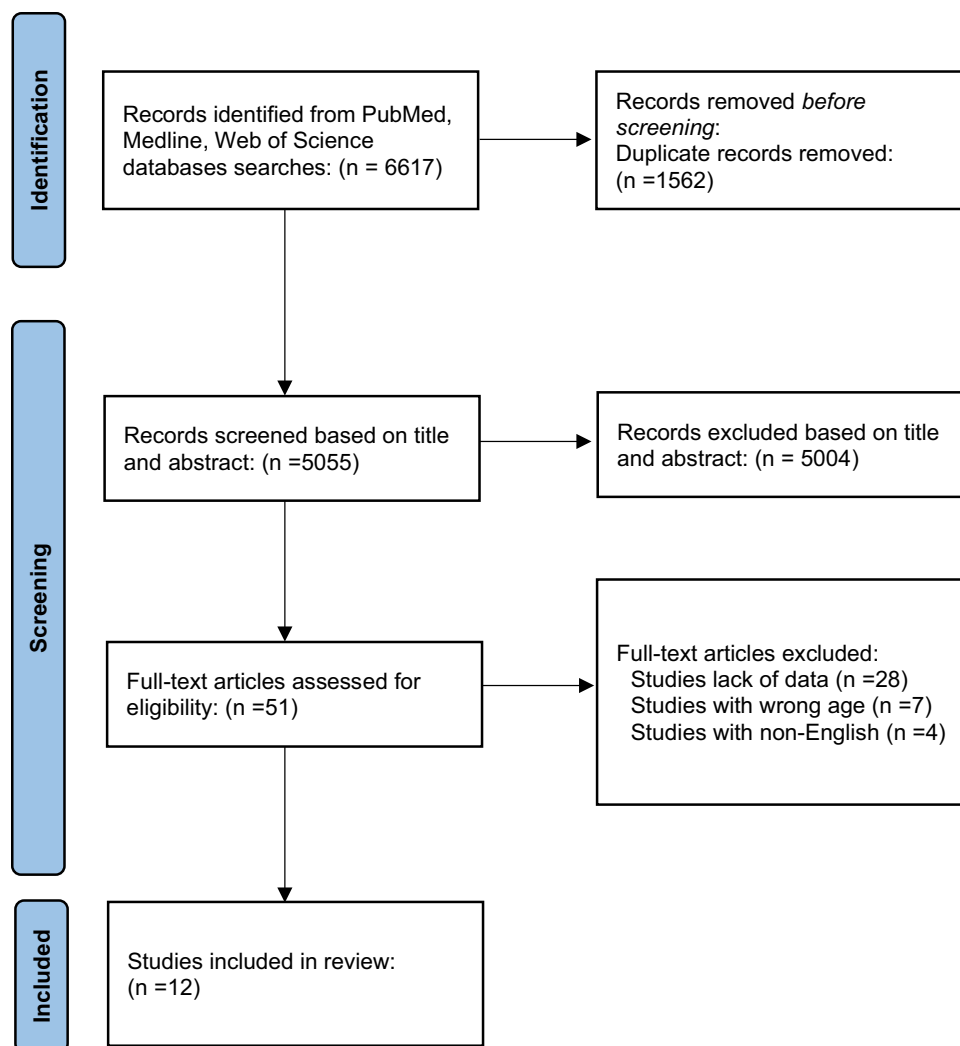 Identification
Records identified from PubMed,
Medline, Web of Science
databases searches: (n = 6617)
Records removed before
screening:
Duplicate records removed:
(n =1562)
Screening
Records screened based on title
and abstract: (n =5055)
Records excluded based on title
and abstract: (n = 5004)
Full-text articles assessed for
eligibility: (n =51)
Full-text articles excluded:
Studies lack of data (n =28)
Studies with wrong age (n =7)
Studies with non-English (n =4)
Included
Studies included in review:
(n =12)